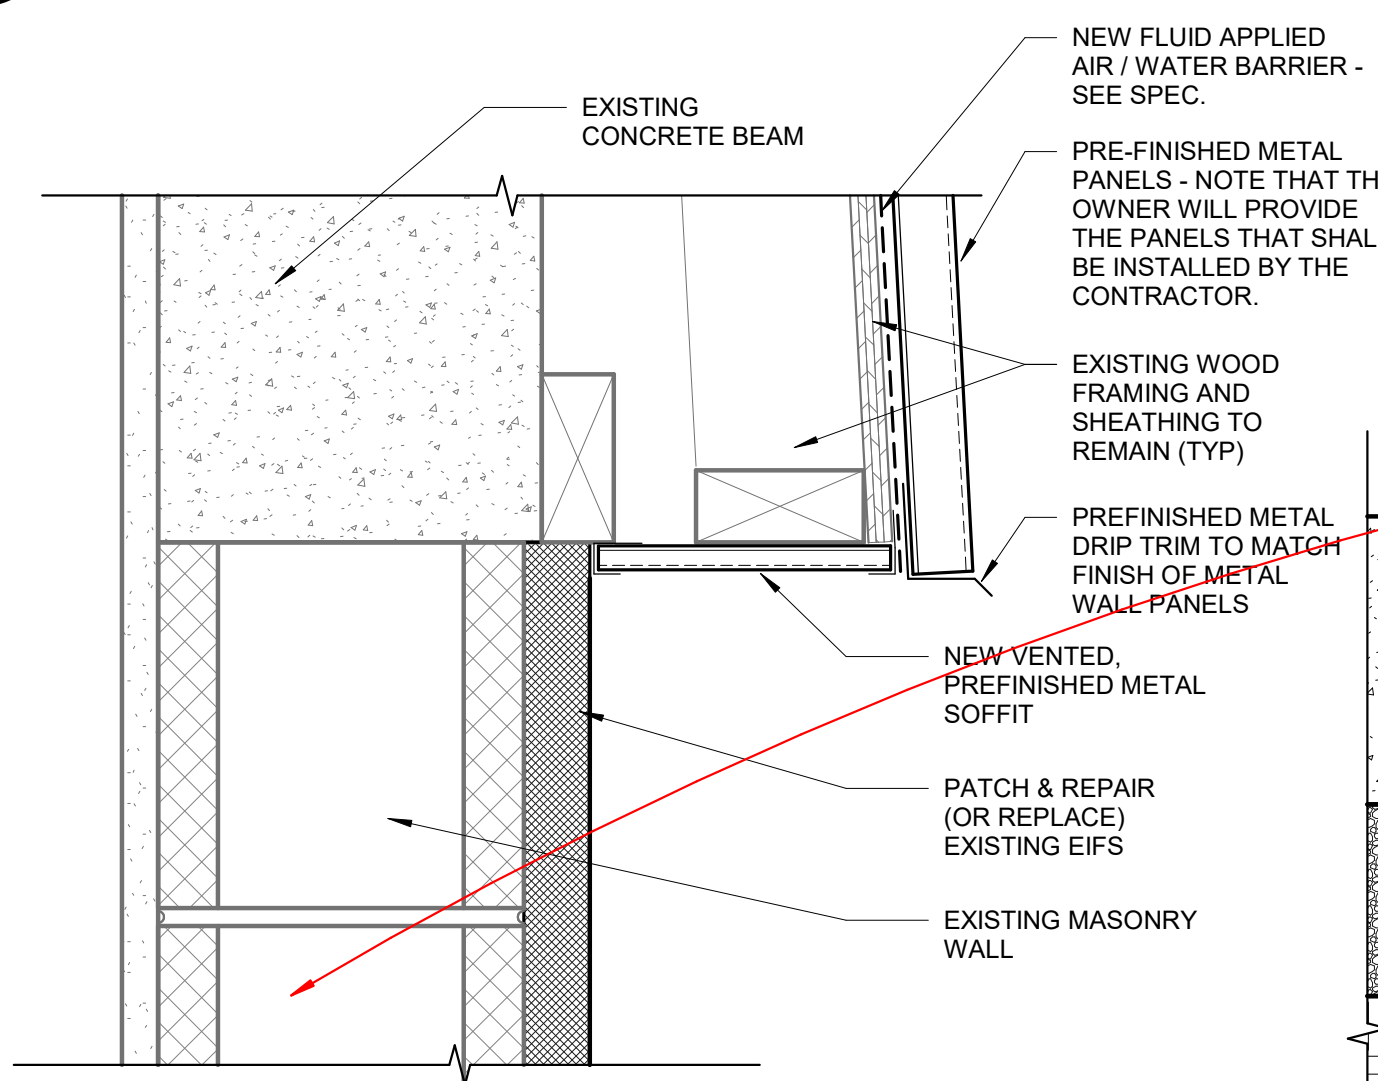 NEW FLUID APPLIED
AIR / WATER BARRIER -
SEE SPEC.
EXISTING
CONCRETE BEAM
PRE-FINISHED METAL
PANELS - NOTE THAT TH
OWNER WILL PROVIDE
THE PANELS THAT SHAL
BE INSTALLED BY THE
CONTRACTOR.
EXISTING WOOD
FRAMING AND
SHEATHING TO
REMAIN (TYP)
PREFINISHED METAL
DRIP TRIM TO MATCH
FINISH OF METAL
WALL PANELS
NEW VENTED,
PREFINISHED METAL
SOFFIT
PATCH & REPAIR
(OR REPLACE)
EXISTING EIFS
EXISTING MASONRY
WALL